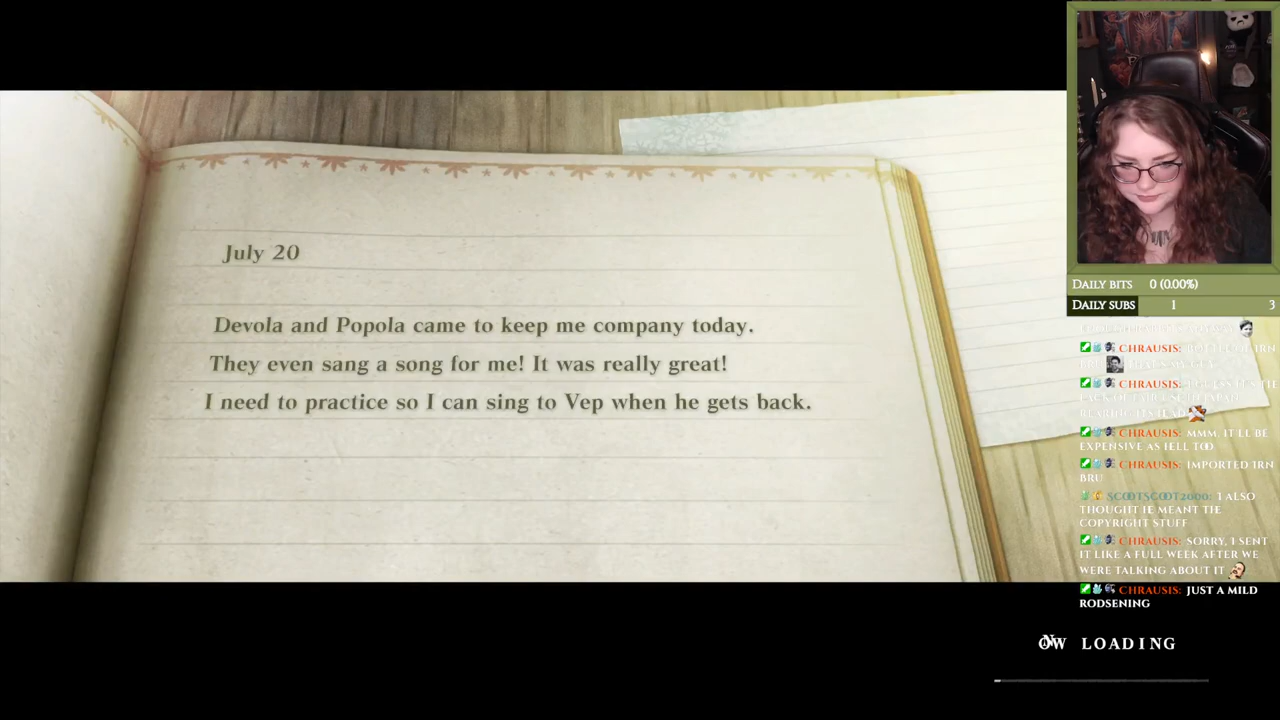 July 20
Devola and Popola came to keep me company today.
They even sang a song for me! It was really great!
I need to practice so I can sing to Vep when he gets back.
DAILY BITS 0 (0.00%)
DAILY SUBS 1 3
CHRAUSIS:
CHRAUSIS:
CHRAUSIS: MMM, IT'LL BE
EXPENSIVE AS HELL TOO
CHRAUSIS: IMPORTED IRN
BRU
SCOOTSCOOT2000: I ALSO
THOUGHT HE MEANT THE
COPYRIGHT STUFF
CHRAUSIS: SORRY, I SENT
IT LIKE A FULL WEEK AFTER WE
WERE TALKING ABOUT IT
CHRAUSIS: JUST A MILD
RODSENING
NOW LOADING